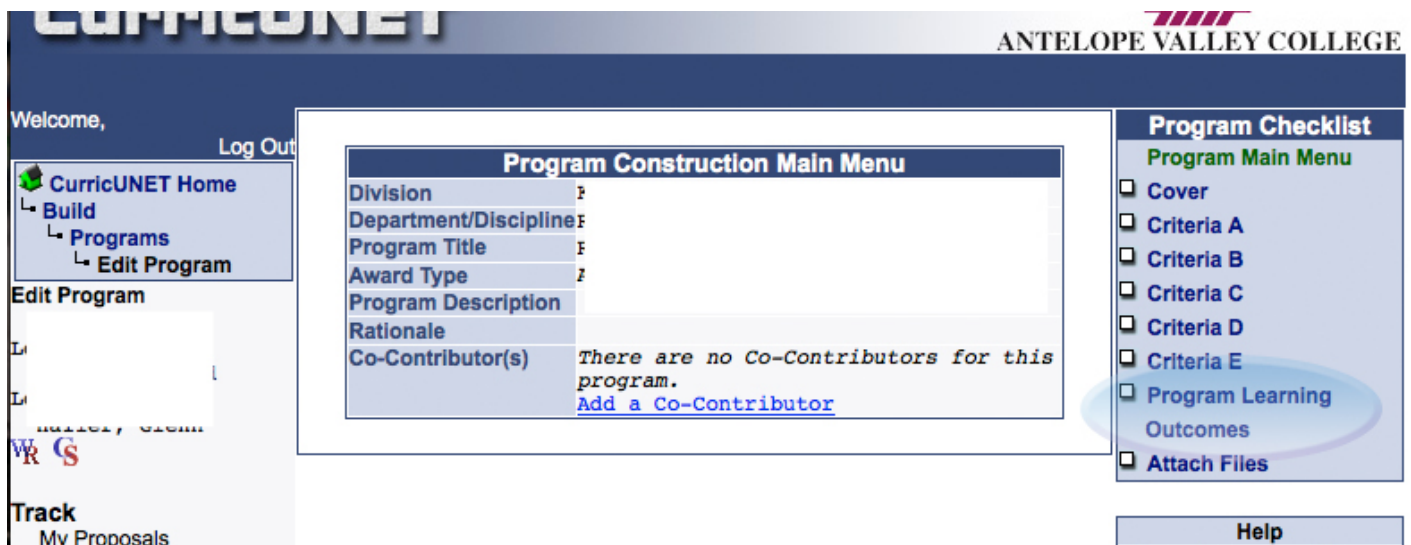 CurricUNET
ANTELOPE VALLEY COLLEGE
Welcome,
Log Out
CurricUNET Home
Build
Programs
Edit Program
Edit Program
WR CS
Track
My Proposals
Program Construction Main Menu
Division
Department/Discipline
Program Title
Award Type
Program Description
Rationale
Co-Contributor(s) There are no Co-Contributors for this
program.
Add a Co-Contributor
Program Checklist
Program Main Menu
Cover
Criteria A
Criteria B
Criteria C
Criteria D
Criteria E
Program Learning
Outcomes
Attach Files
Help